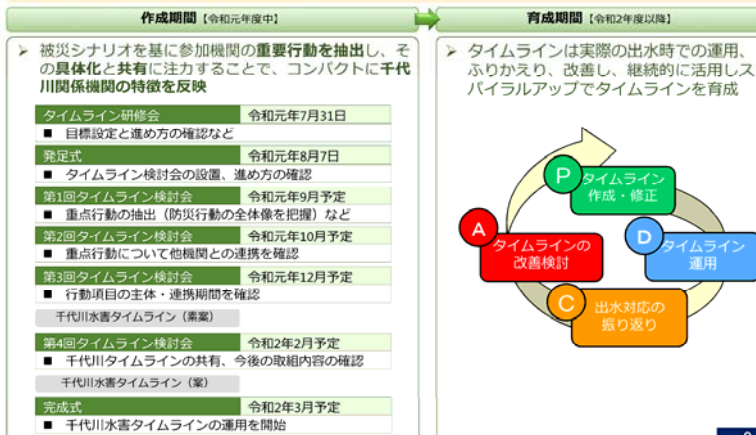 作成期間【令和元年度中】
育成期間【令和2年度以降】
➢ 被災シナリオを基に参加機関の重要行動を抽出し、そ
の具体化と共有に注力することで、コンパクトに千代
川関係機関の特徴を反映
タイムライン研修会 令和元年7月31日
■ 目標設定と進め方の確認など
発足式 令和元年8月7日
■ タイムライン検討会の設置、進め方の確認
第1回タイムライン検討会 令和元年9月予定
■ 重点行動の抽出（防災行動の全体像を把握）など
第2回タイムライン検討会 令和元年10月予定
■ 重点行動について他機関との連携を確認
第3回タイムライン検討会 令和元年12月予定
■ 行動項目の主体・連携期間を確認
千代川水害タイムライン（素案）
第4回タイムライン検討会 令和2年2月予定
■ 千代川タイムラインの共有、今後の取組内容の確認
千代川水害タイムライン（案）
完成式 令和2年3月予定
■ 千代川水害タイムラインの運用を開始
➢ タイムラインは実際の出水時での運用、
ふりかえり、改善し、継続的に活用しス
パイラルアップでタイムラインを育成
P
タイムライン
作成・修正
D
タイムライン
運用
C
出水対応の
振り返り
A
タイムラインの
改善検討